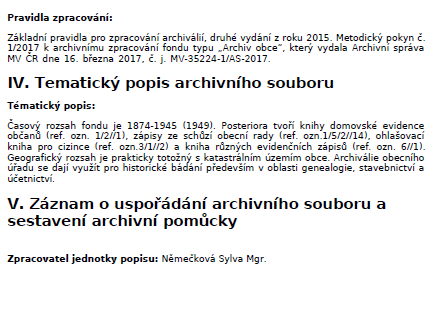 Pravidla zpracování:
Základní pravidla pro zpracování archiválií, druhé vydání z roku 2015. Metodický pokyn č.
1/2017 k archivnímu zpracování fondu typu „Archiv obce“, který vydala Archivní správa
MV ČR dne 16. března 2017, č. j. MV-35224-1/AS-2017.
IV. Tematický popis archivního souboru
Tématický popis:
Časový rozsah fondu je 1874-1945 (1949). Posteriora tvoří knihy domovské evidence
občanů (ref. ozn. 1/2//1), zápisy ze schůzí obecní rady (ref. ozn.1/5/2//14), ohlašovací
kniha pro cizince (ref. ozn.3/1//2) a kniha různých evidenčních zápisů (ref. ozn. 6//1).
Geografický rozsah je prakticky totožný s katastrálním územím obce. Archiválie obecního
úřadu se dají využít pro historické bádání především v oblasti genealogie, stavebnictví a
účetnictví.
V. Záznam o uspořádání archivního souboru a
sestavení archivní pomůcky
Zpracovatel jednotky popisu: Němečková Sylva Mgr.